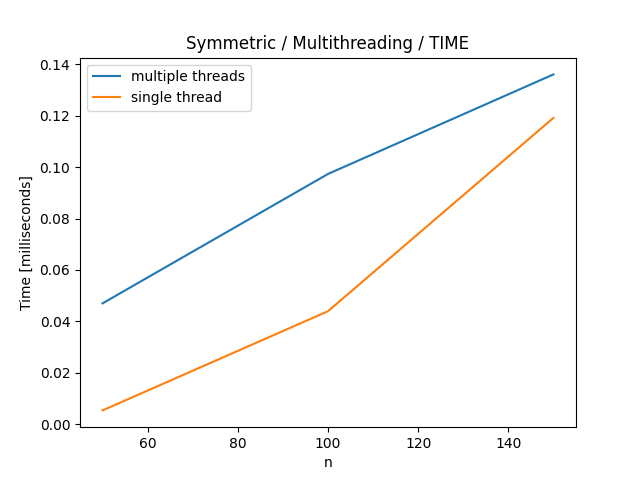 Symmetric / Multithreading / TIME
multiple threads
single thread
0.14
0.12
0.10
0.08
0.06
0.04
0.02
0.00
Time [milliseconds]
60 80 100 120 140
n